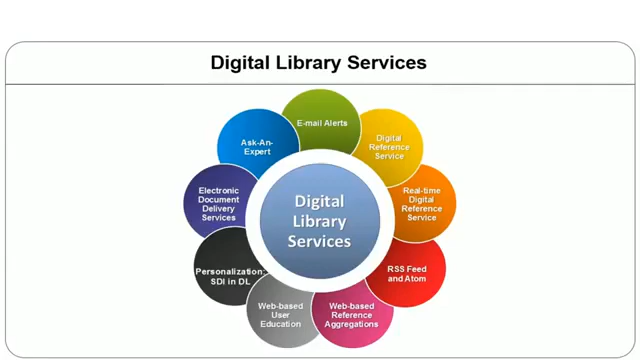 Digital Library Services
E-mail Alerts
Digital
Reference
Service
Real-time
Digital
Reference
Service
RSS Feed
and Atom
Web-based
Reference
Aggregations
Web-based
User
Education
Personalization:
SDI in DL
Electronic
Document
Delivery
Services
Ask-An-
Expert
Digital
Library
Services